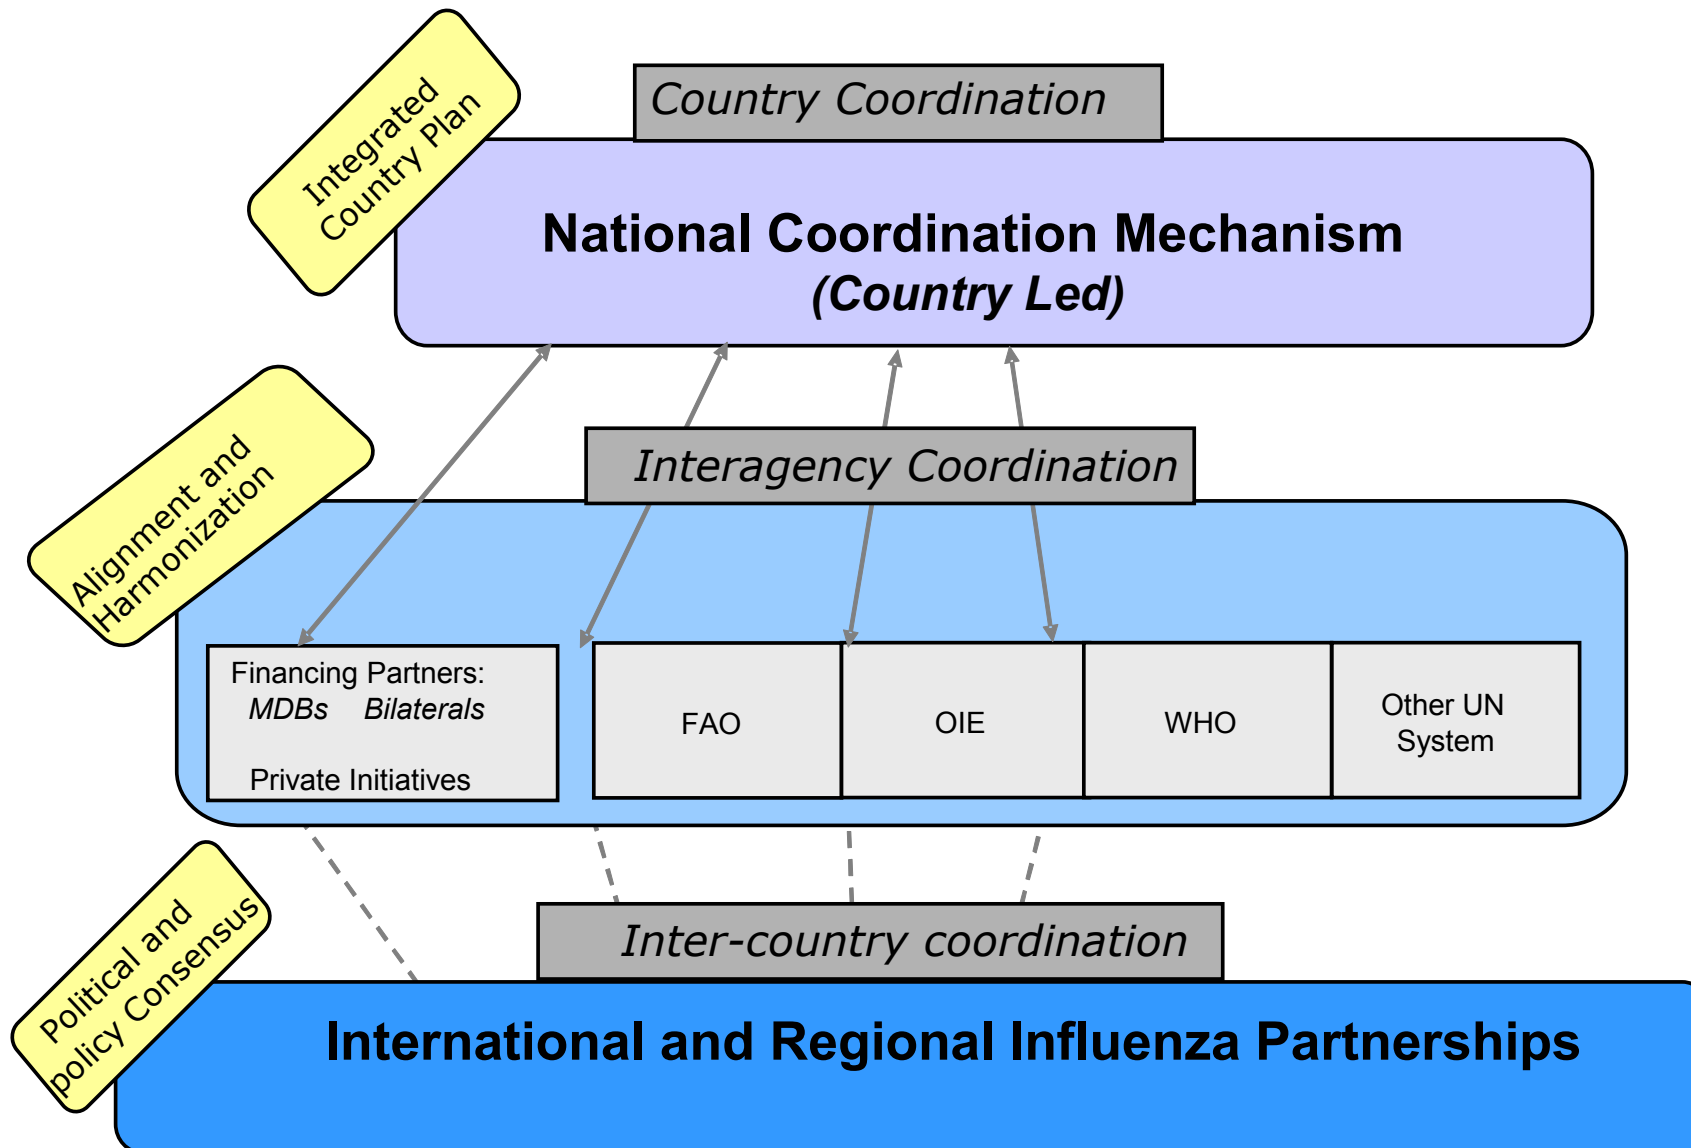 Integrated
Country Plan
Country Coordination
National Coordination Mechanism
(Country Led)
Alignment and
Harmonization
Interagency Coordination
Financing Partners:
MDBs Bilaterals
Private Initiatives
FAO
OIE
WHO
Other UN
System
Political and
policy Consensus
Inter-country coordination
International and Regional Influenza Partnerships